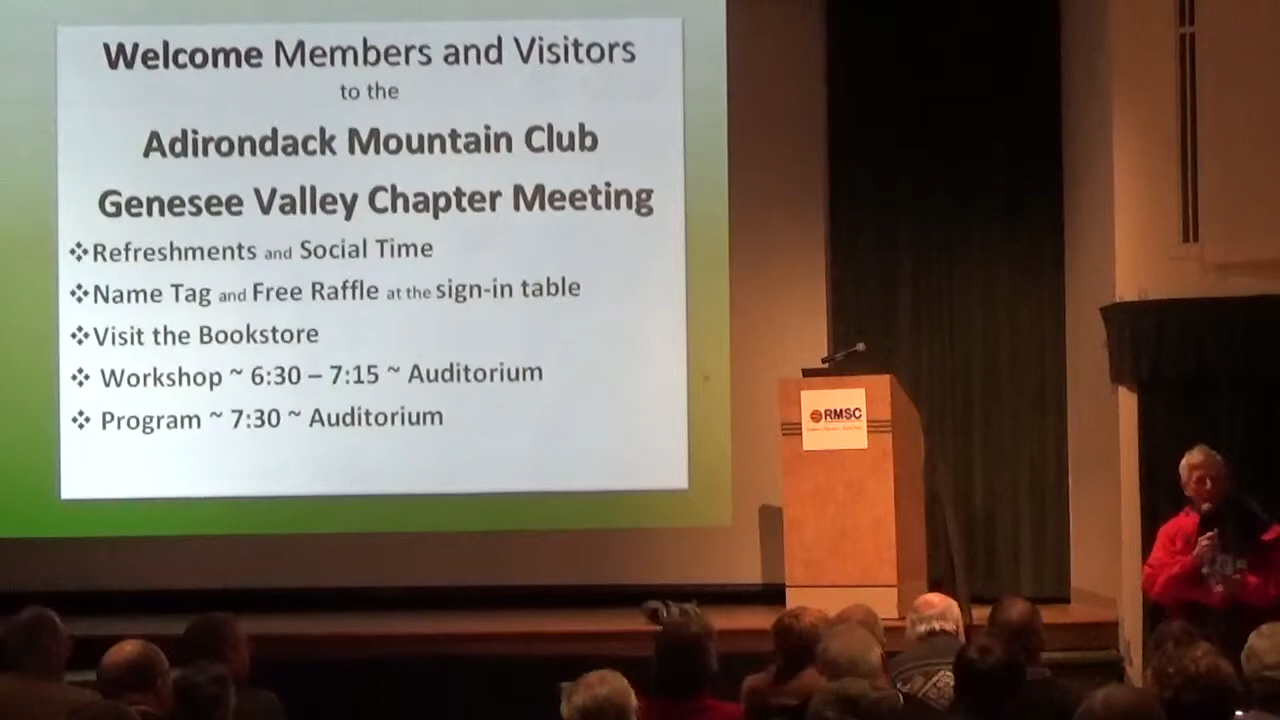 Welcome Members and Visitors
to the
Adirondack Mountain Club
Genesee Valley Chapter Meeting
❖Refreshments and Social Time
❖Name Tag and Free Raffle at the sign-in table
❖Visit the Bookstore
❖ Workshop ~ 6:30 – 7:15 ~ Auditorium
❖ Program ~ 7:30 ~ Auditorium
RMSC